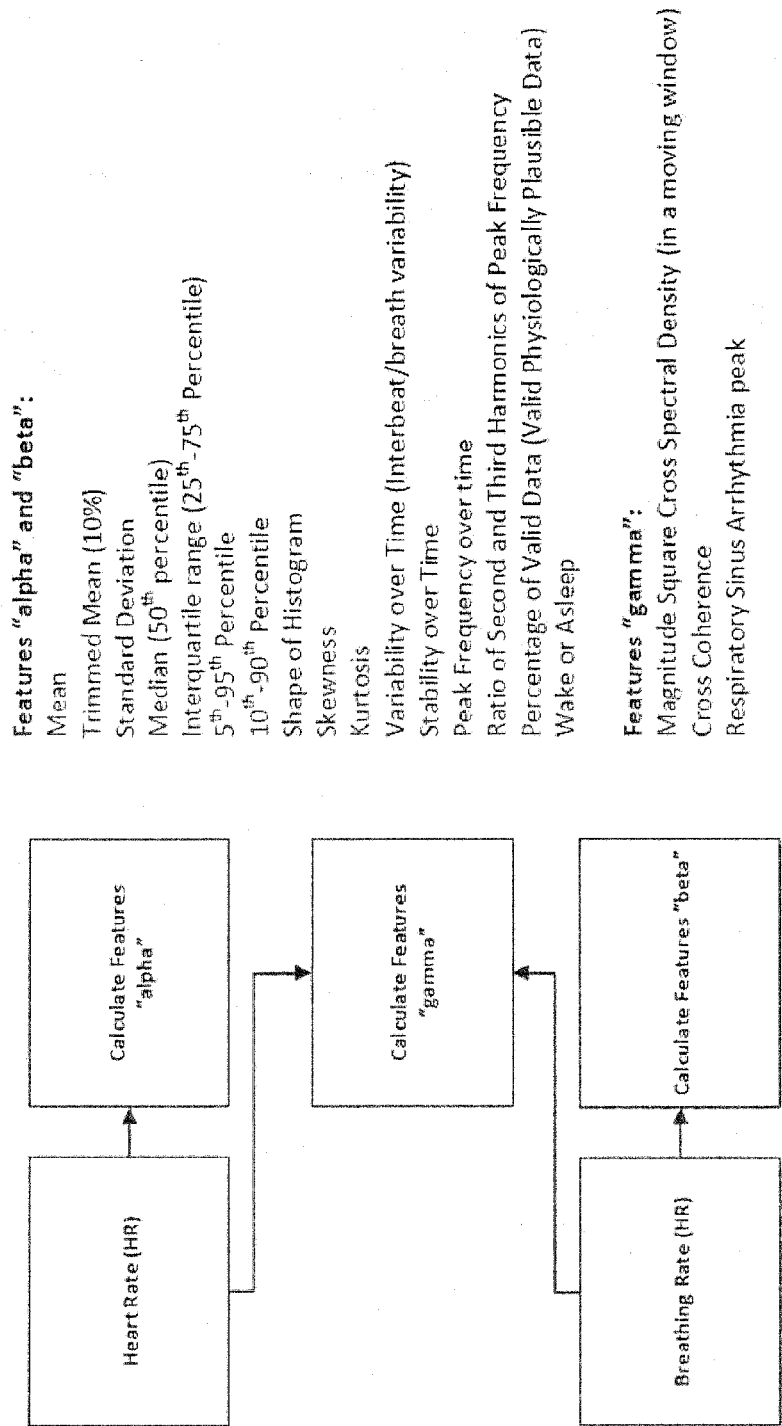 Heart Rate (HR)
Calculate Features
"alpha"
Calculate Features
"gamma"
Breathing Rate (HR)
Calculate Features "beta"
Features "alpha" and "beta":
Mean
Trimmed Mean (10%)
Standard Deviation
Median (50th percentile)
Interquartile range (25th-75th Percentile)
5th-95th Percentile
10th-90th Percentile
Shape of Histogram
Skewness
Kurtosis
Variability over Time (Interbeat/breath variability)
Stability over Time
Peak Frequency over time
Ratio of Second and Third Harmonics of Peak Frequency
Percentage of Valid Data (Valid Physiologically Plausible Data)
Wake or Asleep
Features "gamma":
Magnitude Square Cross Spectral Density (in a moving window)
Cross Coherence
Respiratory Sinus Arrhythmia peak